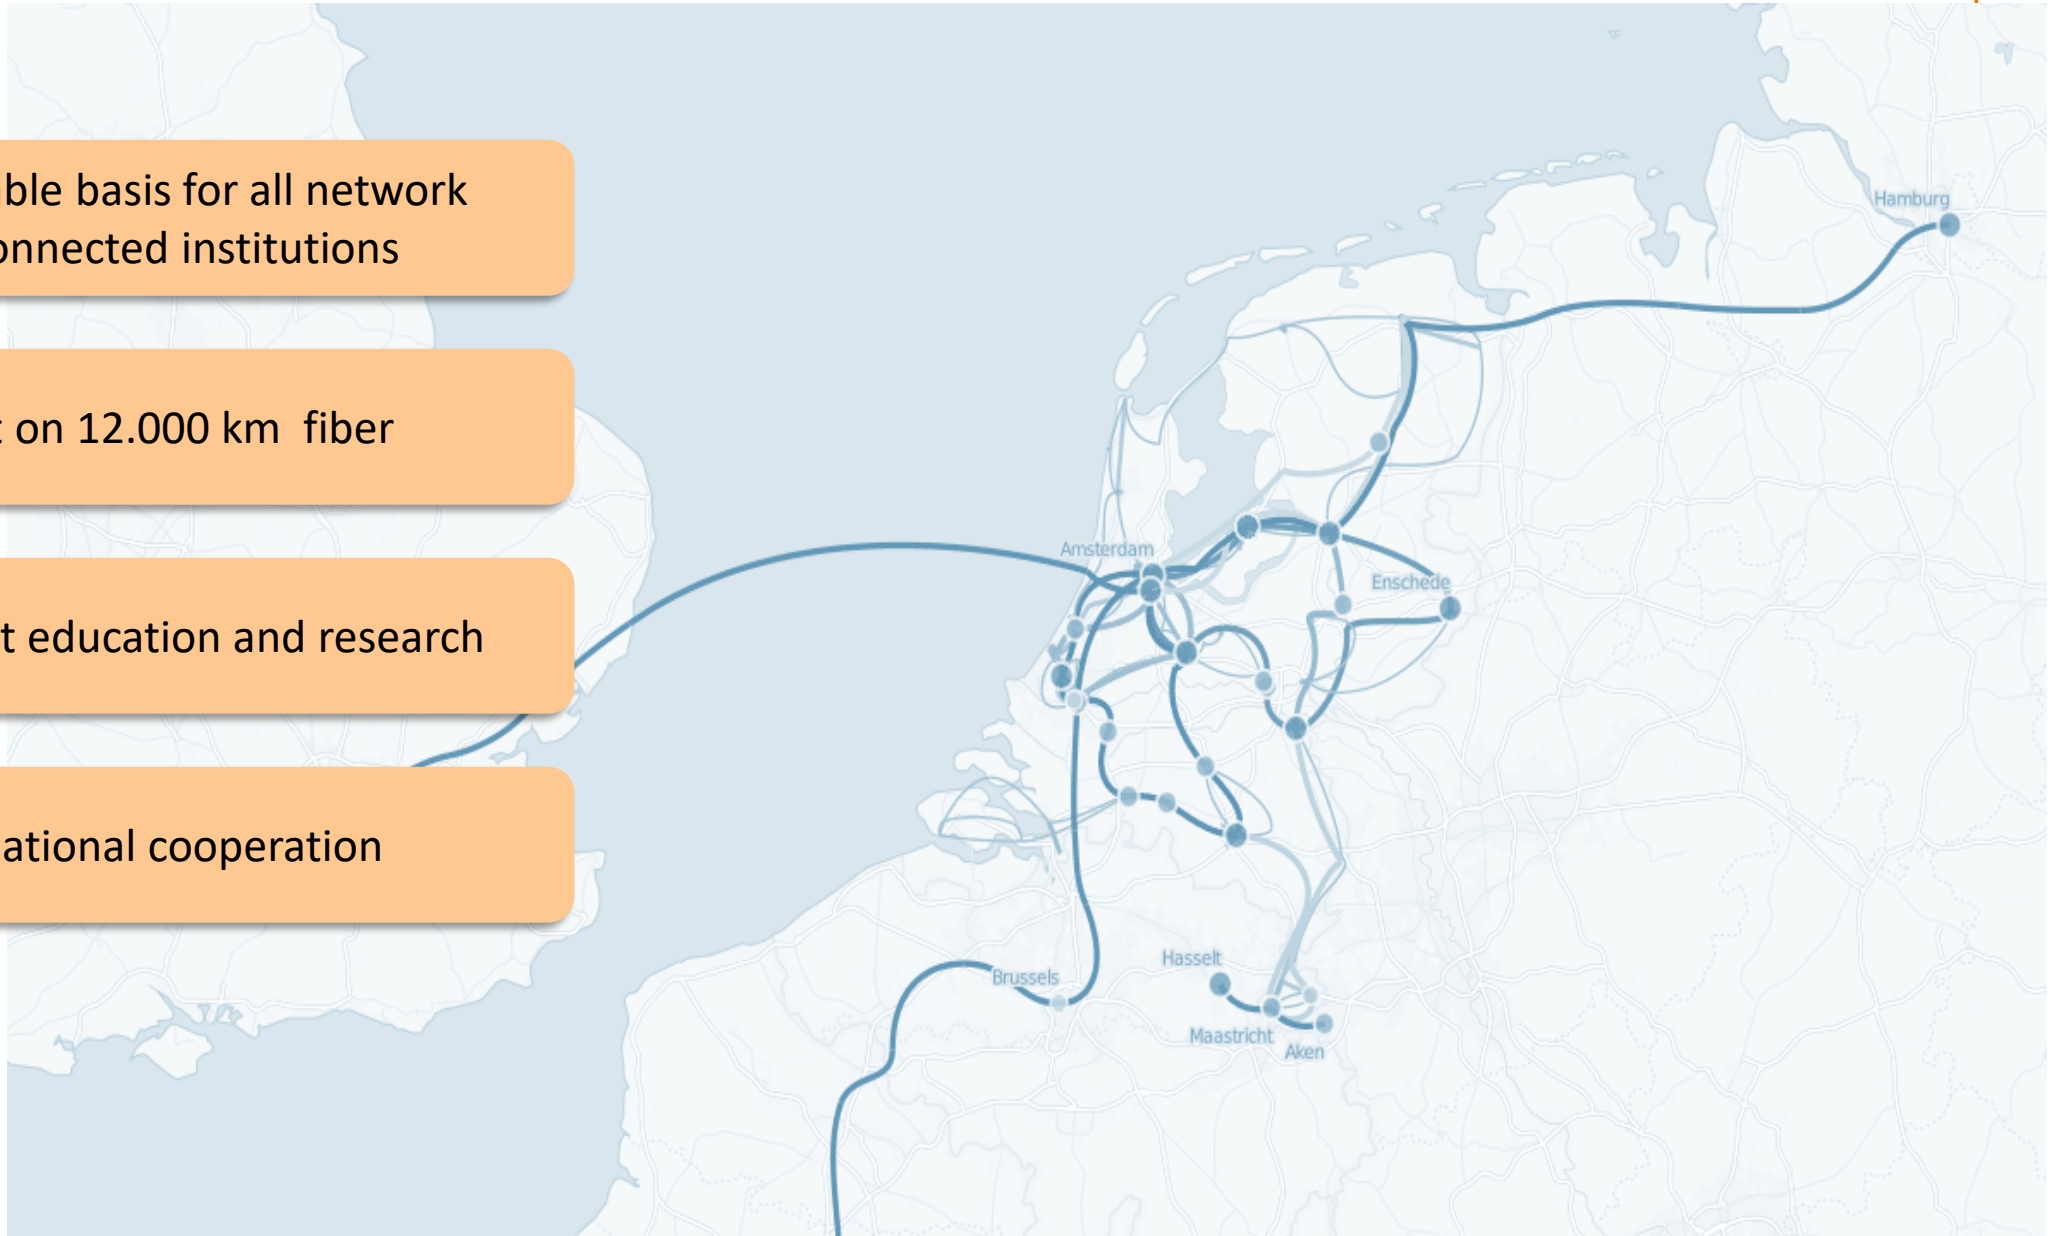 ble basis for all network
onnected institutions
on 12.000 km  fiber
t education and research
ational cooperation
Hamburg
Amsterdam
Enschede
Brussels
Hasselt
Maastricht
Aken